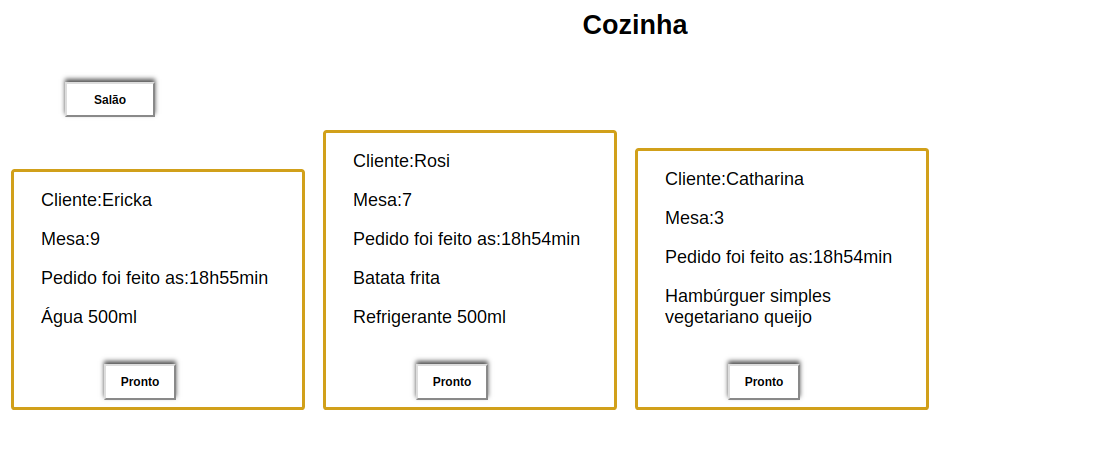 Cozinha
Salão
Cliente:Ericka
Mesa:9
Pedido foi feito as:18h55min
Água 500ml
Pronto
Cliente:Rosi
Mesa:7
Pedido foi feito as:18h54min
Batata frita
Refrigerante 500ml
Pronto
Cliente:Catharina
Mesa:3
Pedido foi feito as:18h54min
Hambúrguer simples
vegetariano queijo
Pronto